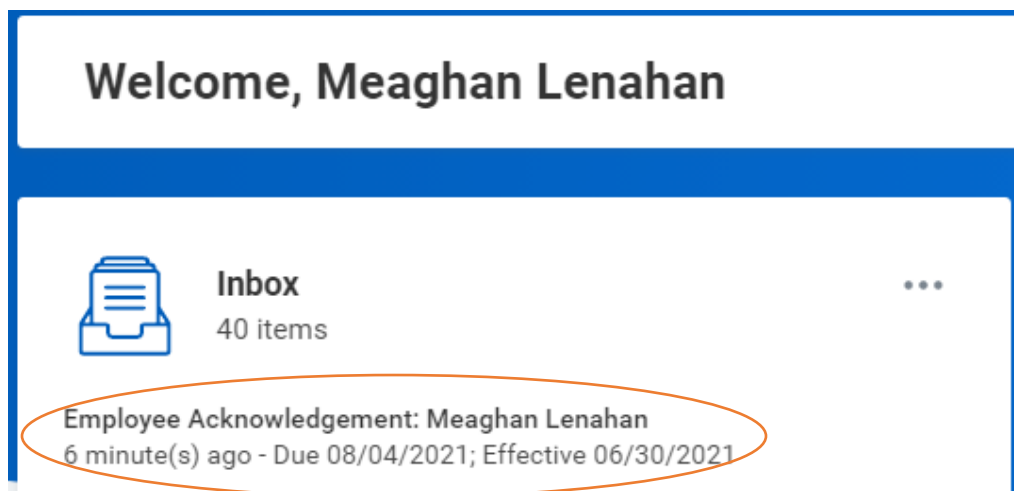 Welcome, Meaghan Lenahan
Inbox
40 items
Employee Acknowledgement: Meaghan Lenahan
6 minute(s) ago - Due 08/04/2021; Effective 06/30/2021